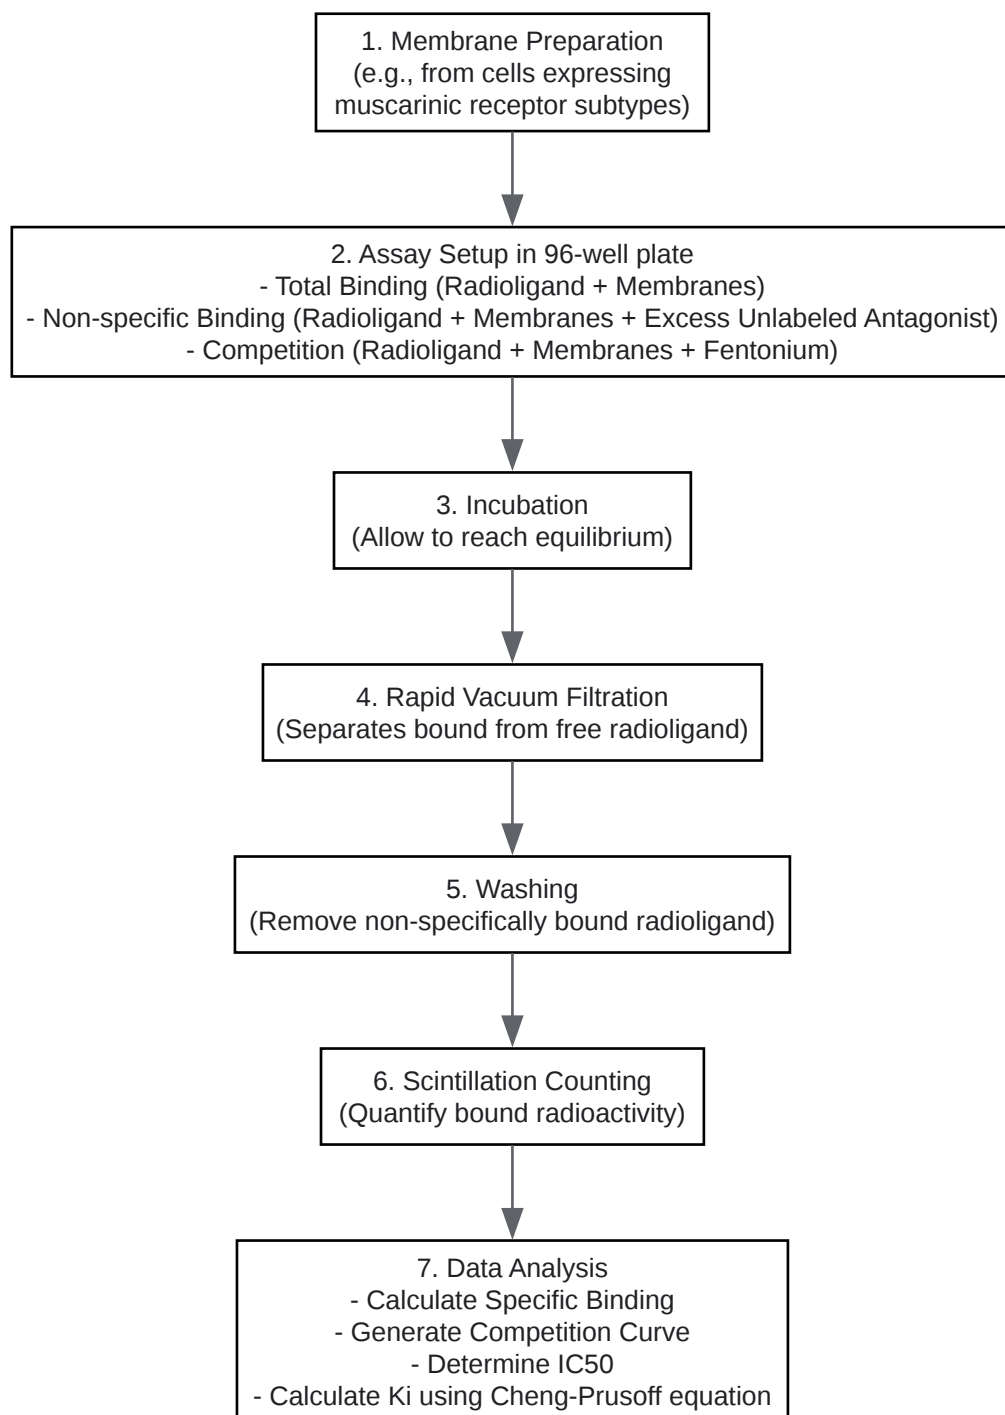 1. Membrane Preparation
(e.g., from cells expressing
muscarinic receptor subtypes)
2. Assay Setup in 96-well plate
- Total Binding (Radioligand + Membranes)
- Non-specific Binding (Radioligand + Membranes + Excess Unlabeled Antagonist)
- Competition (Radioligand + Membranes + Fentonium)
3. Incubation
(Allow to reach equilibrium)
4. Rapid Vacuum Filtration
(Separates bound from free radioligand)
5. Washing
(Remove non-specifically bound radioligand)
6. Scintillation Counting
(Quantify bound radioactivity)
7. Data Analysis
- Calculate Specific Binding
- Generate Competition Curve
- Determine IC50
- Calculate Ki using Cheng-Prusoff equation